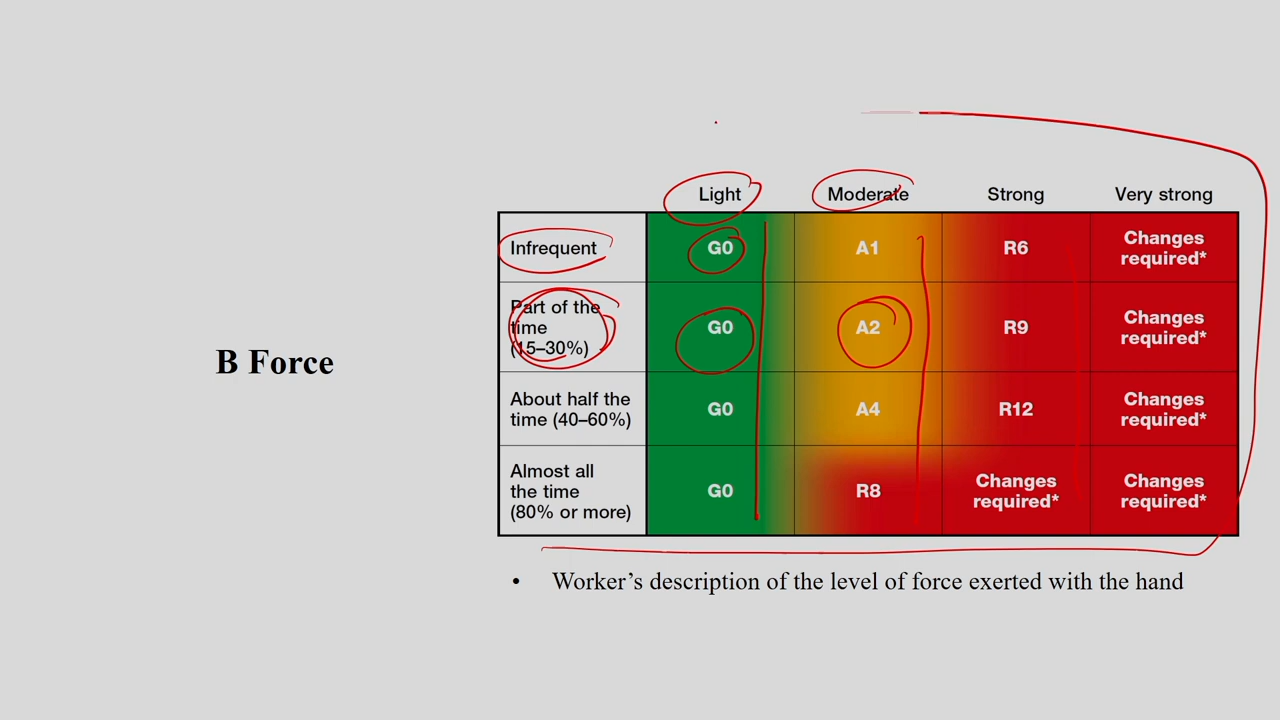 Light Moderate Strong Very strong
Infrequent G0 A1 R6 Changes
required*
Part of the
time
(15–30%) G0 A2 R9 Changes
required*
About half the
time (40–60%) G0 A4 R12 Changes
required*
Almost all
the time
(80% or more) G0 R8 Changes
required* Changes
required*
B Force
• Worker’s description of the level of force exerted with the hand